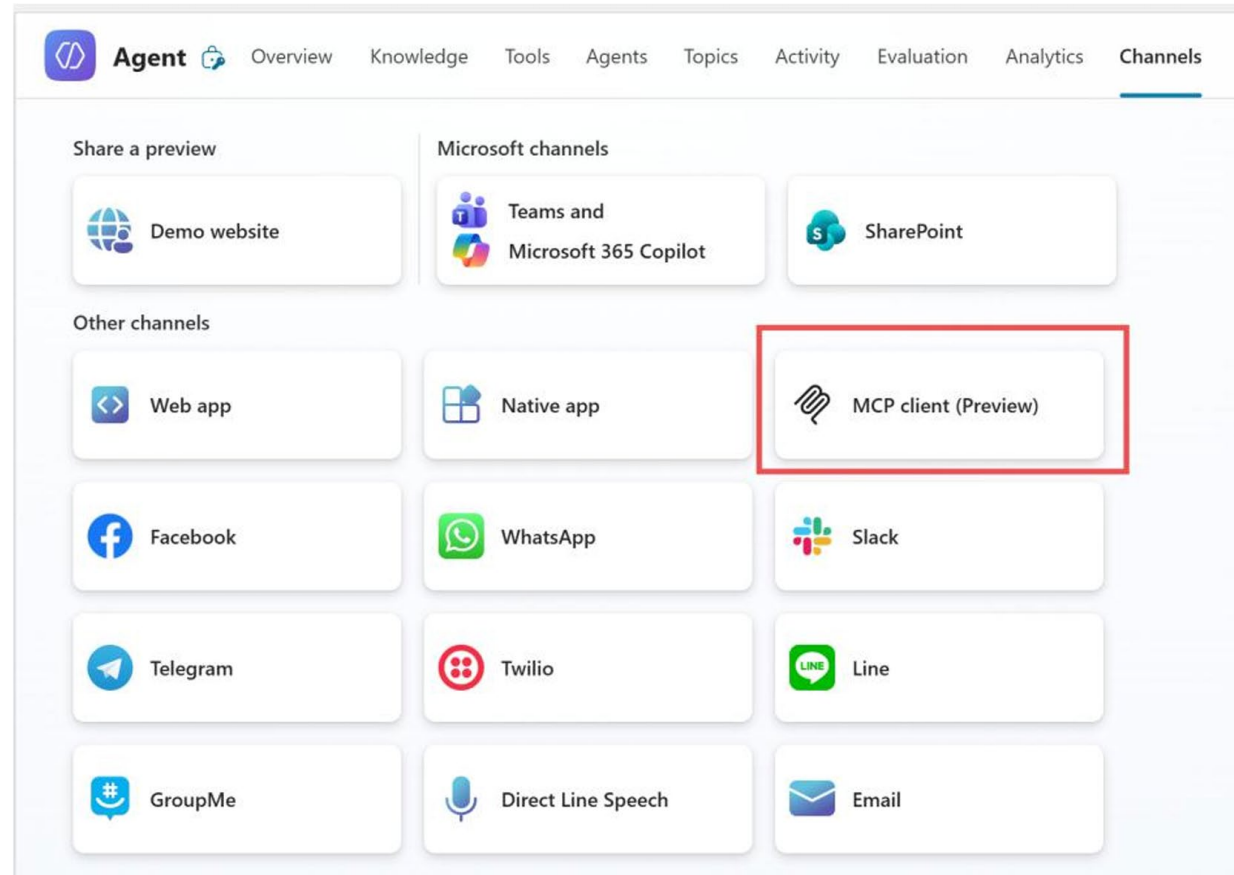 Agent Overview Knowledge Tools Agents Topics Activity Evaluation Analytics Channels
Share a preview
Microsoft channels
Demo website
T
Teams and
Microsoft 365 Copilot
S
SharePoint
Other channels
Web app
Native app
MCP client (Preview)
Facebook
WhatsApp
Slack
Telegram
Twilio
LINE
Line
GroupMe
Direct Line Speech
Email